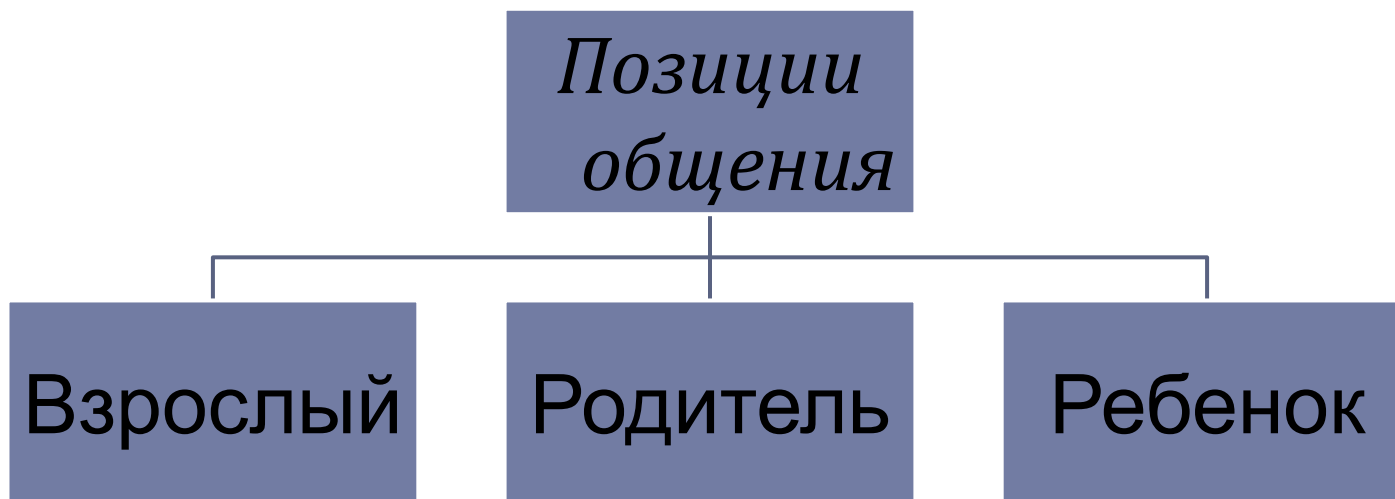 Позиции
общения
Взрослый
Родитель
Ребенок